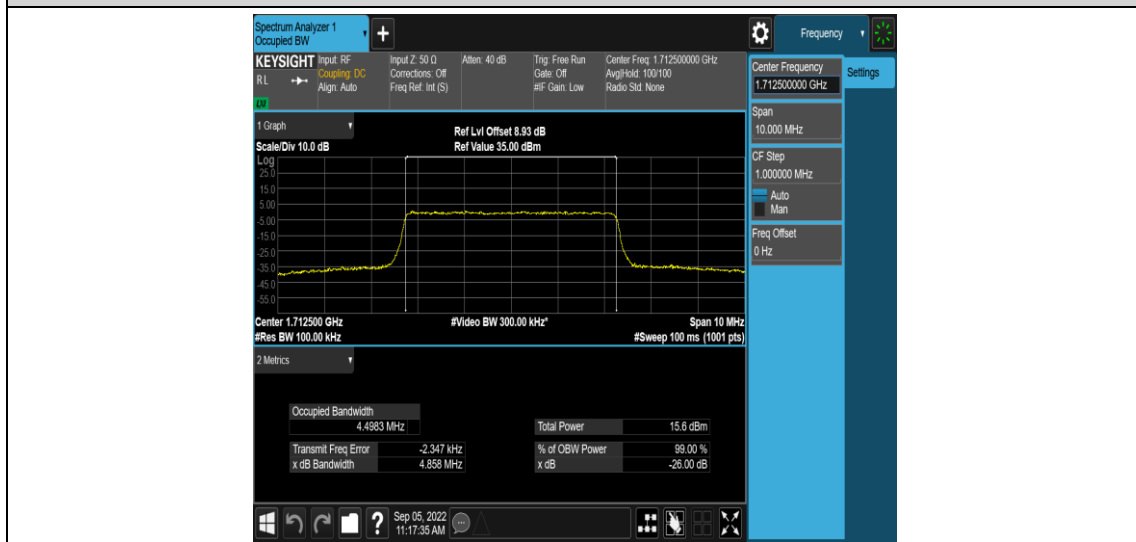 Spectrum Analyzer 1
Occupied BW
+
Frequency
KEYSIGHT
RL
LXI
Input: RF
Coupling: DC
Align: Auto
Input Z: 50 Ω
Corrections: Off
Freq Ref: Int (S)
Atten: 40 dB
Trig: Free Run
Gate: Off
#IF Gain: Low
Center Freq: 1.712500000 GHz
Avg|Hold: 100/100
Radio Std: None
Center Frequency
1.712500000 GHz
Settings
Span
10.000 MHz
CF Step
1.000000 MHz
Auto
Man
Freq Offset
0 Hz
1 Graph
Ref Lvl Offset 8.93 dB
Scale/Div 10.0 dB
Ref Value 35.00 dBm
Log
25.0
15.0
5.00
-5.00
-15.0
-25.0
-35.0
-45.0
-55.0
Center 1.712500 GHz
#Video BW 300.00 kHz*
Span 10 MHz
#Res BW 100.00 kHz
#Sweep 100 ms (1001 pts)
2 Metrics
Occupied Bandwidth
4.4983 MHz
Total Power 15.6 dBm
Transmit Freq Error -2.347 kHz
% of OBW Power 99.00 %
x dB Bandwidth 4.858 MHz
x dB -26.00 dB
?
Sep 05, 2022
11:17:35 AM